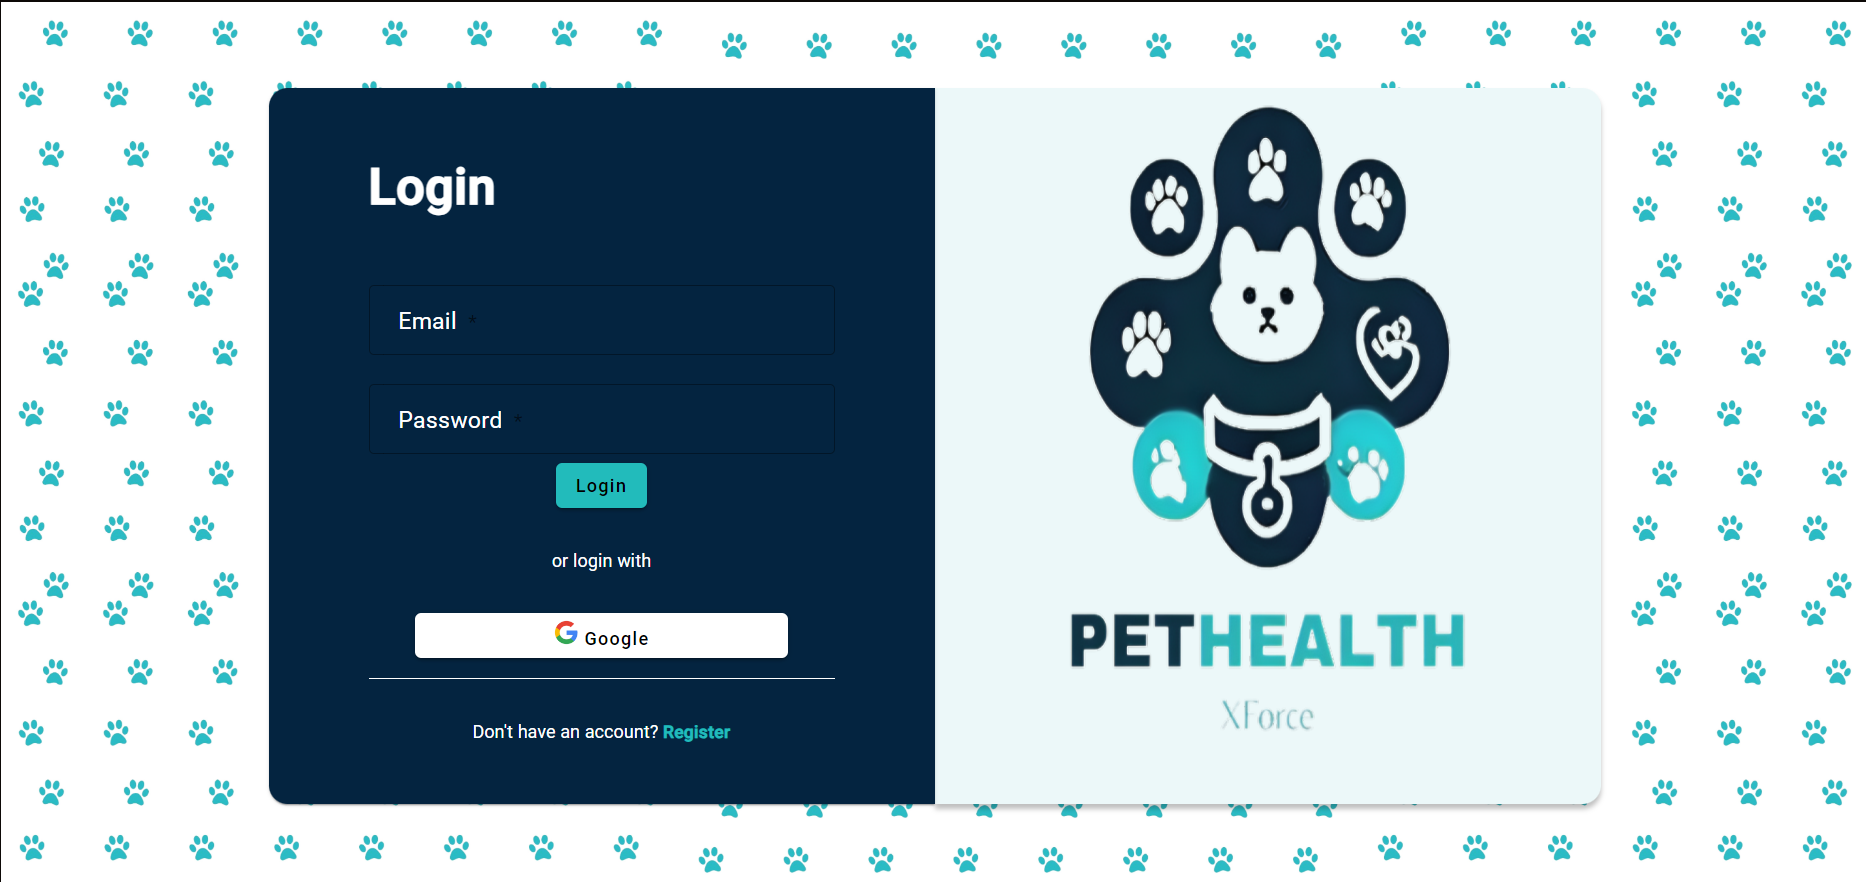 Login
Email *
Password *
Login
or login with
Google
Don't have an account? Register
PETHEALTH
XForce